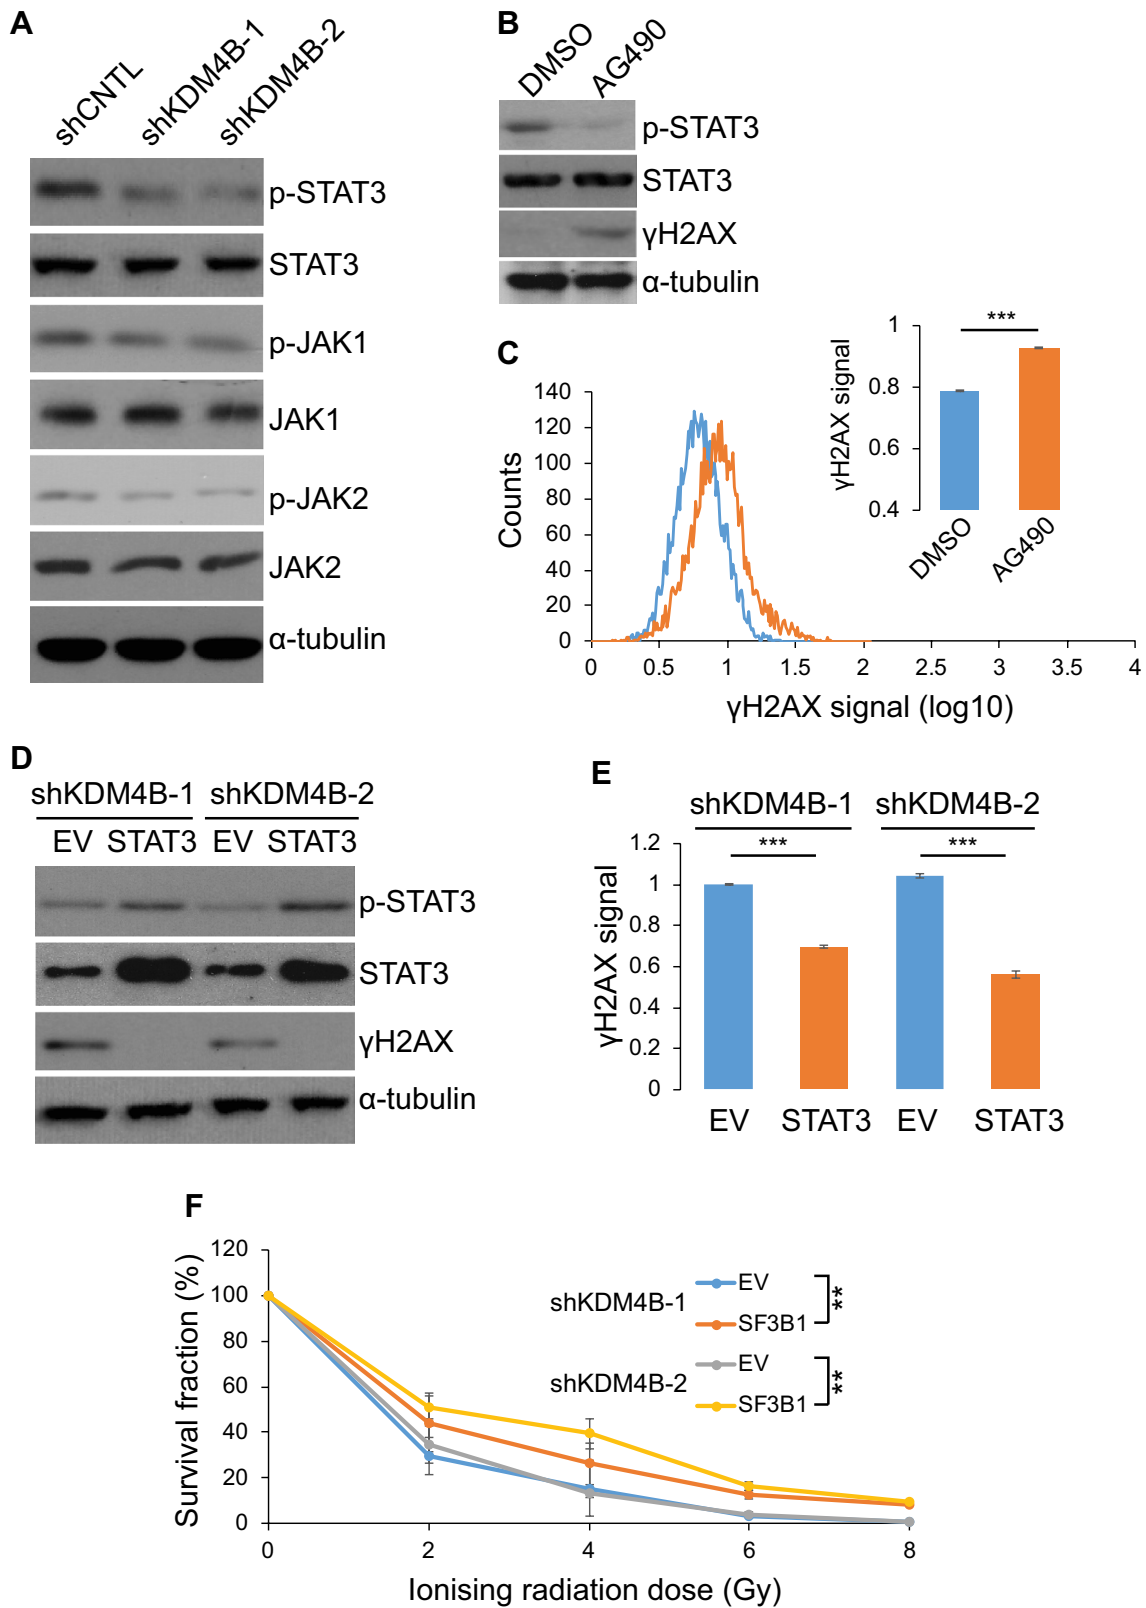 A
shCNTL
shKDM4B-1
shKDM4B-2
p-STAT3
STAT3
p-JAK1
JAK1
p-JAK2
JAK2
α-tubulin
B
DMSO
AG490
p-STAT3
STAT3
γH2AX
α-tubulin
C
140
120
100
80
60
40
20
0
Counts
0 0.5 1 1.5 2 2.5 3 3.5 4
γH2AX signal (log10)
1
0.8
0.6
0.4
γH2AX signal
***
DMSO
AG490
D
shKDM4B-1 shKDM4B-2
EV STAT3 EV STAT3
p-STAT3
STAT3
γH2AX
α-tubulin
E
shKDM4B-1 shKDM4B-2
*** ***
1.2
1
0.8
0.6
0.4
0.2
0
γH2AX signal
EV STAT3 EV STAT3
F
120
100
80
60
40
20
0
Survival fraction (%)
shKDM4B-1
EV
SF3B1
**
shKDM4B-2
EV
SF3B1
**
0 2 4 6 8
Ionising radiation dose (Gy)